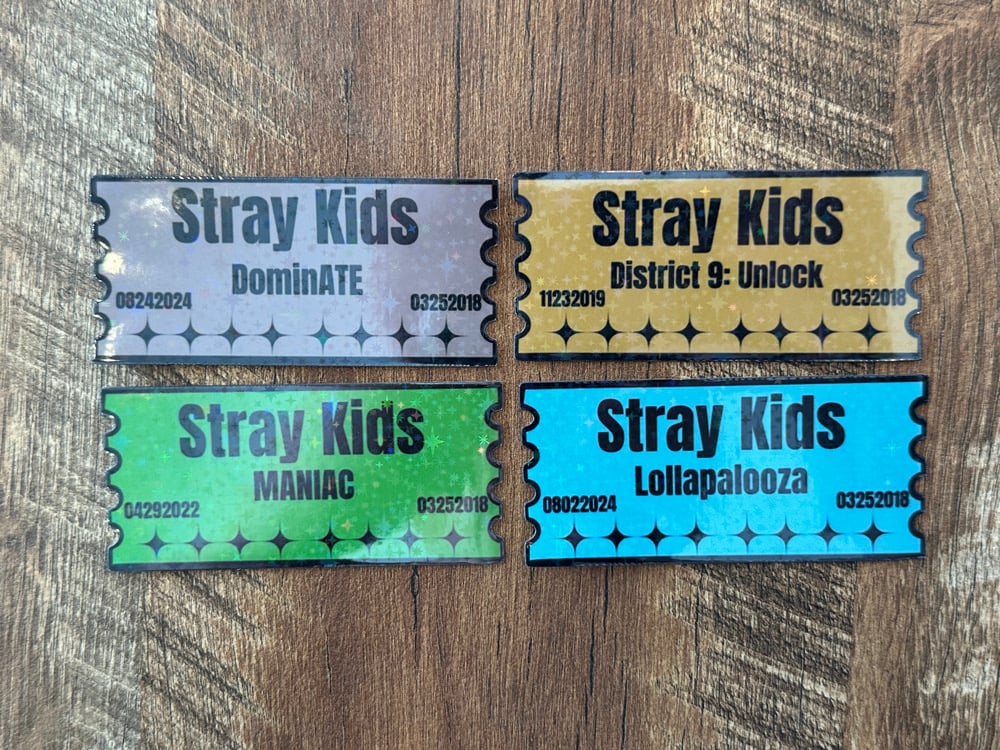 Stray Kids
DominATE
08242024 03252018
Stray Kids
District 9: Unlock
11232019 03252018
Stray Kids
MANIAC
04292022 03252018
Stray Kids
Lollapalooza
08022024 03252018